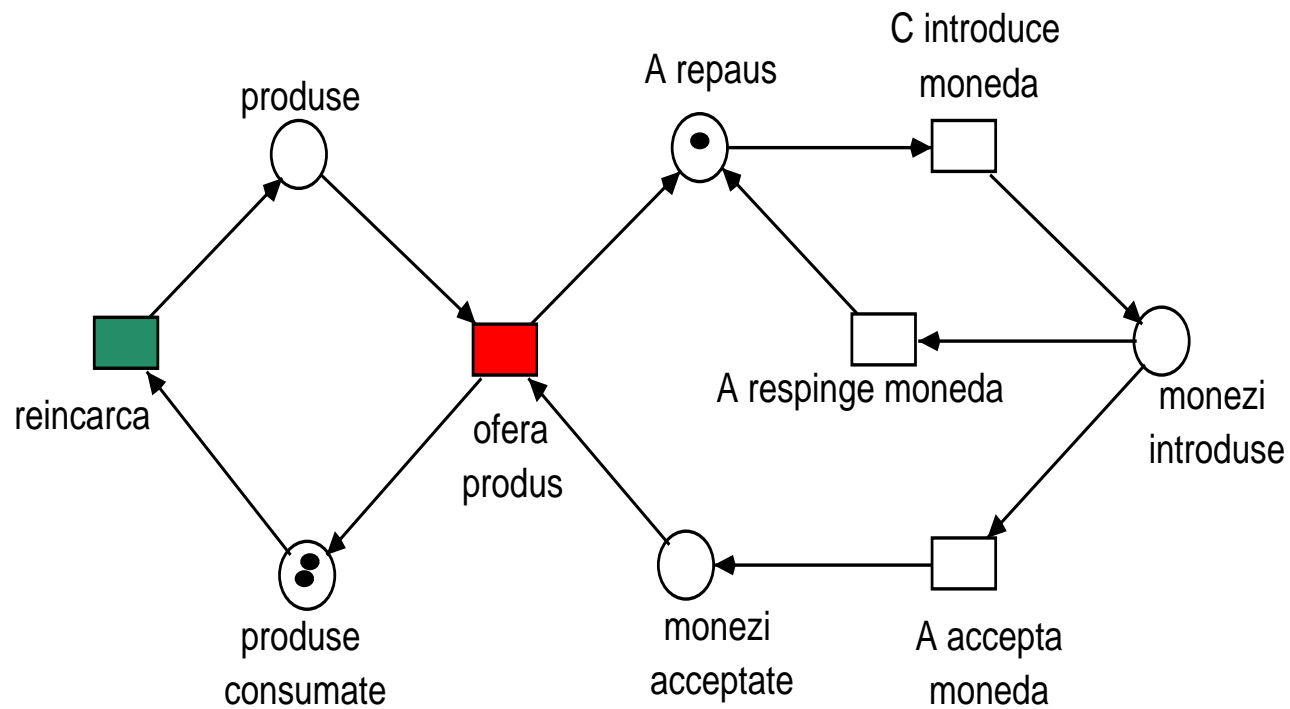 C introduce
moneda
A repaus
produse
A respinge moneda
monezi
introduse
reincarca
ofera
produs
monezi
acceptate
A accepta
moneda
produse
consumate